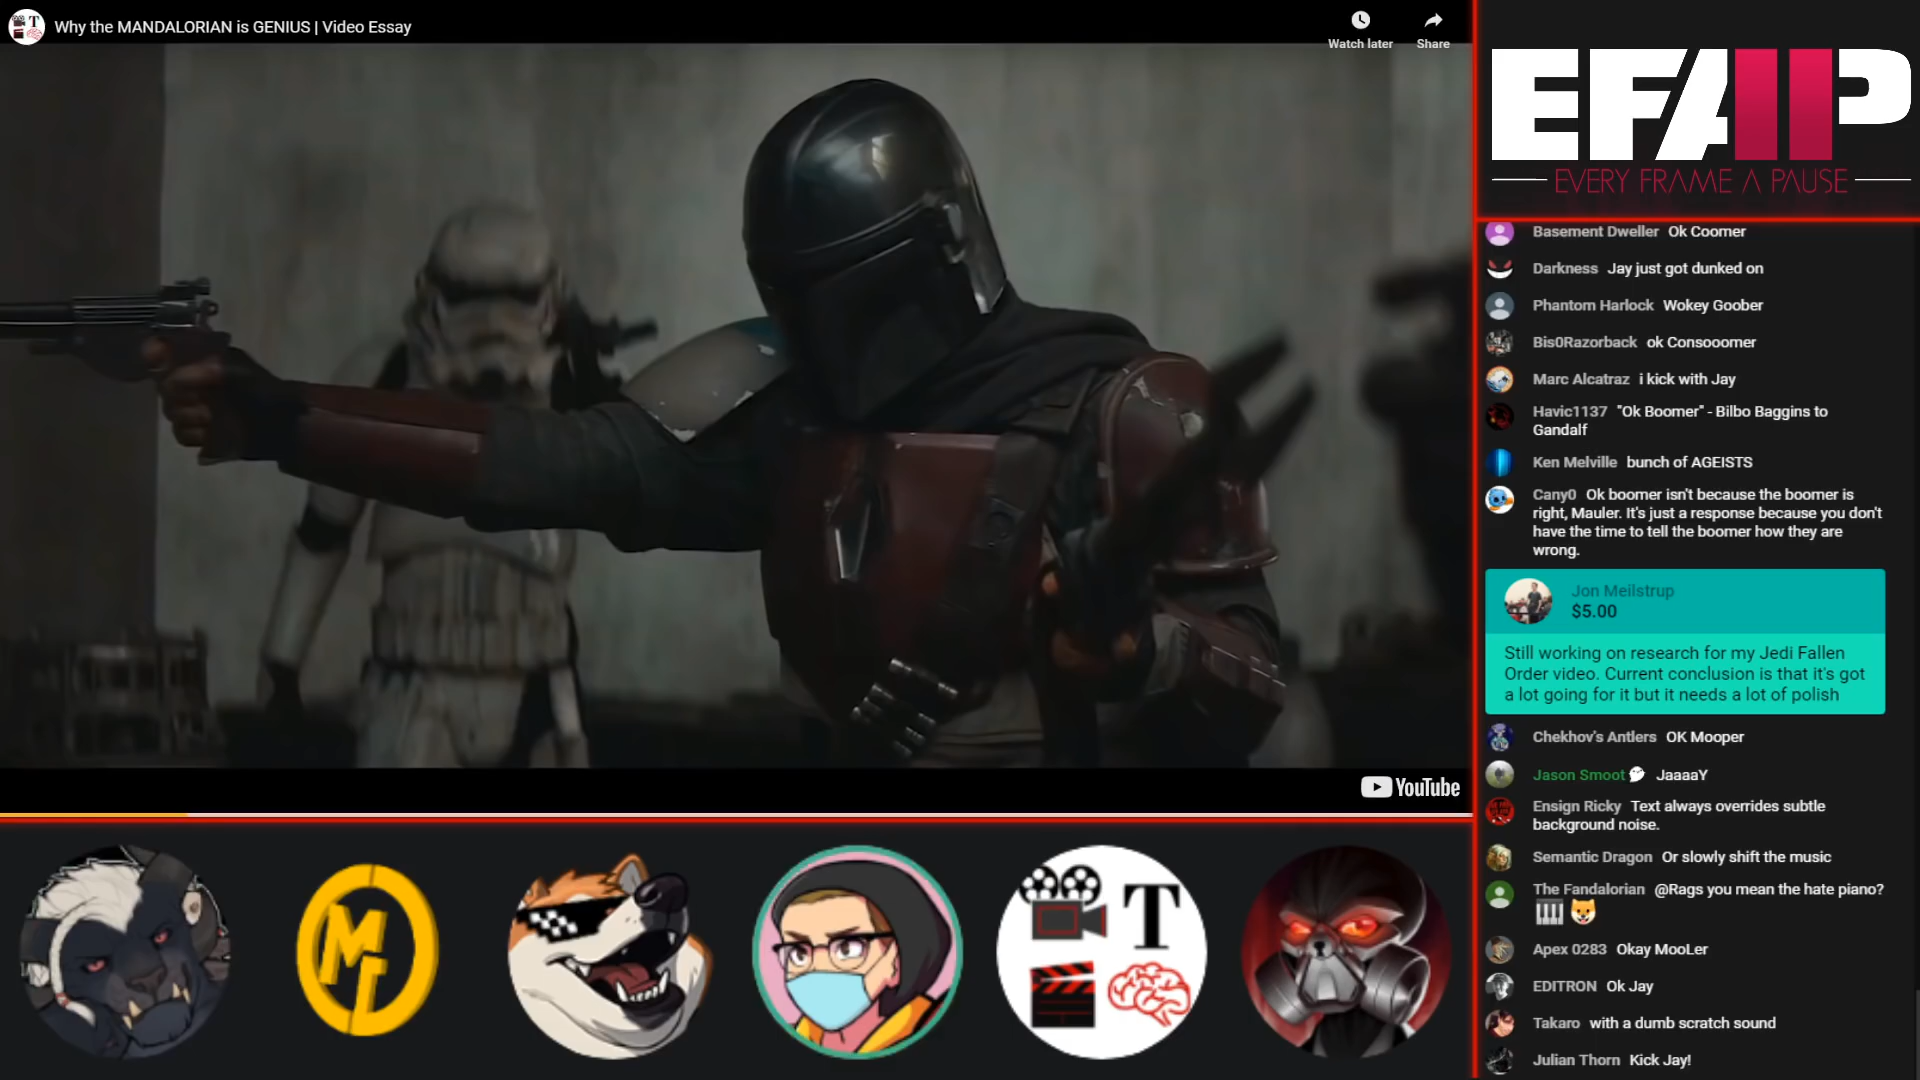 Why the MANDALORIAN is GENIUS | Video Essay
Watch later
Share
EFAP
EVERY FRAME A PAUSE
Basement Dweller Ok Coomer
Darkness Jay just got dunked on
Phantom Harlock Wokey Goober
Bis0Razorback ok Consooomer
Marc Alcatraz i kick with Jay
Havic1137 "Ok Boomer" - Bilbo Baggins to
Gandalf
Ken Melville bunch of AGEISTS
Cany0 Ok boomer isn't because the boomer is
right, Mauler. It's just a response because you don't
have the time to tell the boomer how they are
wrong.
Jon Meilstrup
$5.00
Still working on research for my Jedi Fallen
Order video. Current conclusion is that it's got
a lot going for it but it needs a lot of polish
Chekhov's Antlers OK Mooper
Jason Smoot JaaaaY
Ensign Ricky Text always overrides subtle
background noise.
Semantic Dragon Or slowly shift the music
The Fandalorian @Rags you mean the hate piano?
Apex 0283 Okay MooLer
EDITRON Ok Jay
Takaro with a dumb scratch sound
Julian Thorn Kick Jay!
YouTube
T